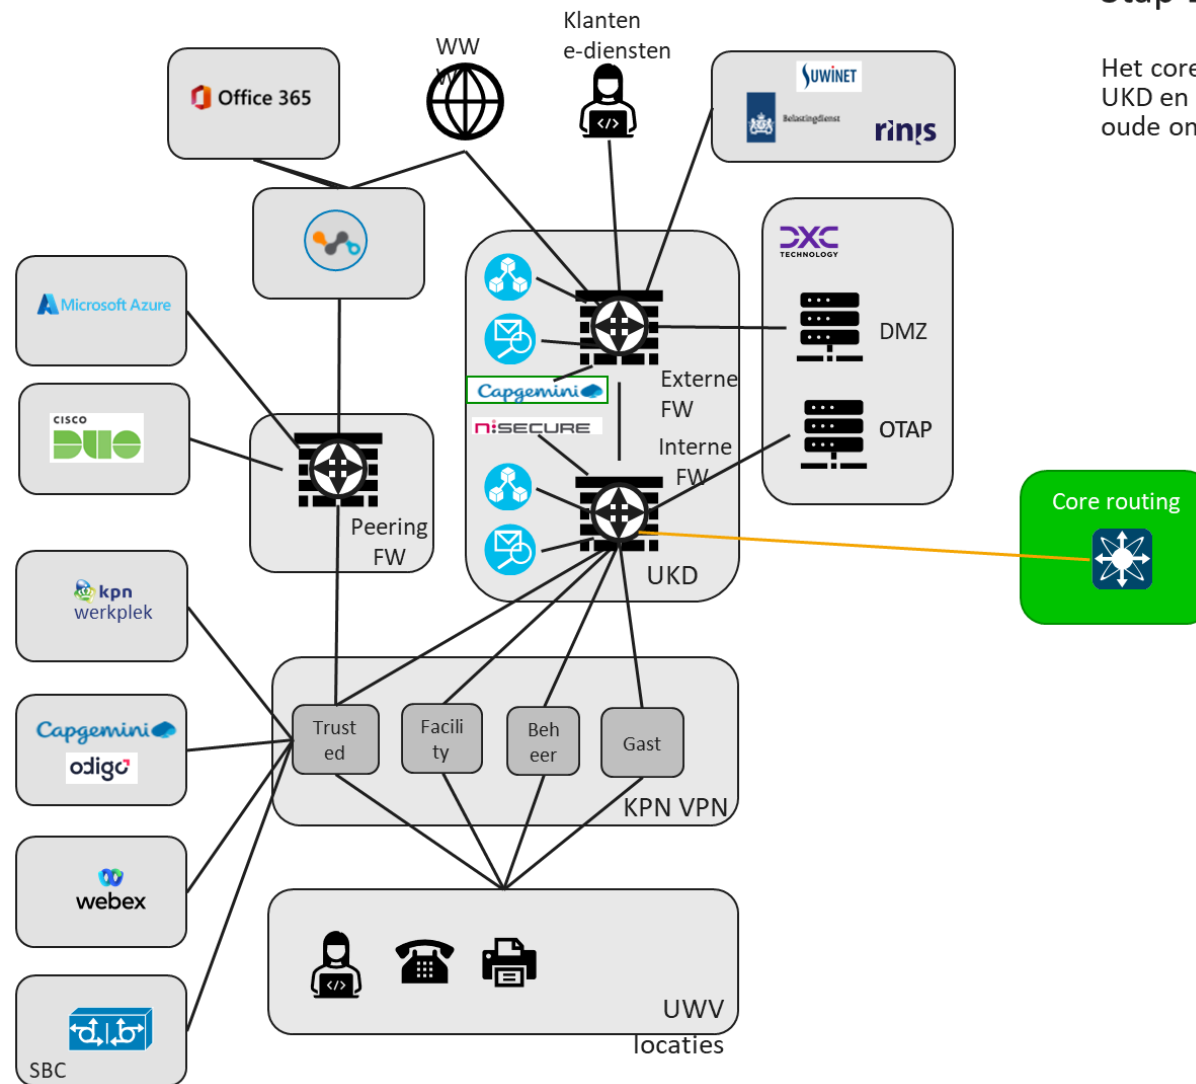 Klanten
e-diensten
WW
W
Office 365
SUWINET
Belastingdienst
rinis
Het core
UKD en
oude on
DXC
TECHNOLOGY
Microsoft Azure
DMZ
Externe
FW
Capgemini
CISCO
DUO
n:SECURE
OTAP
Interne
FW
Core routing
Peering
FW
UKD
kpn
werkplek
Trust
ed
Facili
ty
Beh
eer
Gast
Capgemini
odigo
KPN VPN
webex
UWV
locaties
SBC